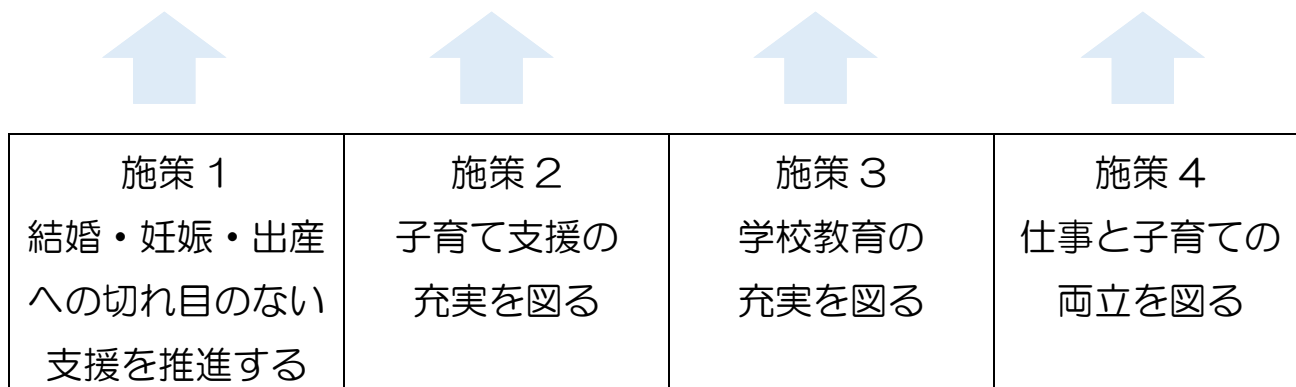 施策1
結婚・妊娠・出産
への切れ目のない
支援を推進する
施策2
子育て支援の
充実を図る
施策3
学校教育の
充実を図る
施策4
仕事と子育ての
両立を図る